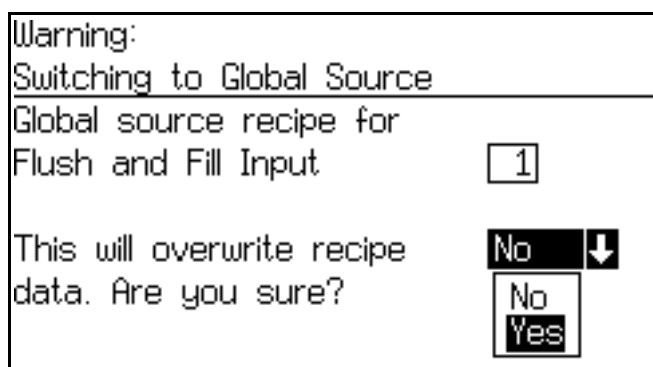 Warning:
Switching to Global Source
Global source recipe for
Flush and Fill Input 1
This will overwrite recipe No
data. Are you sure? No
Yes